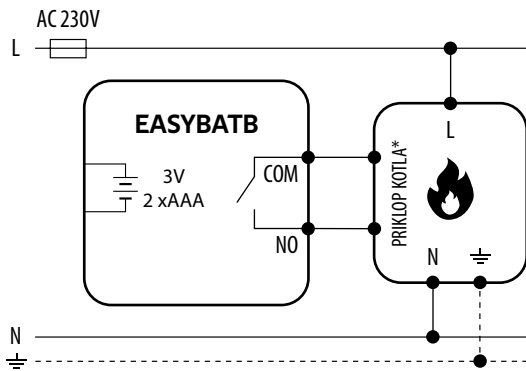 AC 230V
L
EASYBATB
3V
2 xAAA
COM
NO
PRIKLOP KOTLA*
L
N
N